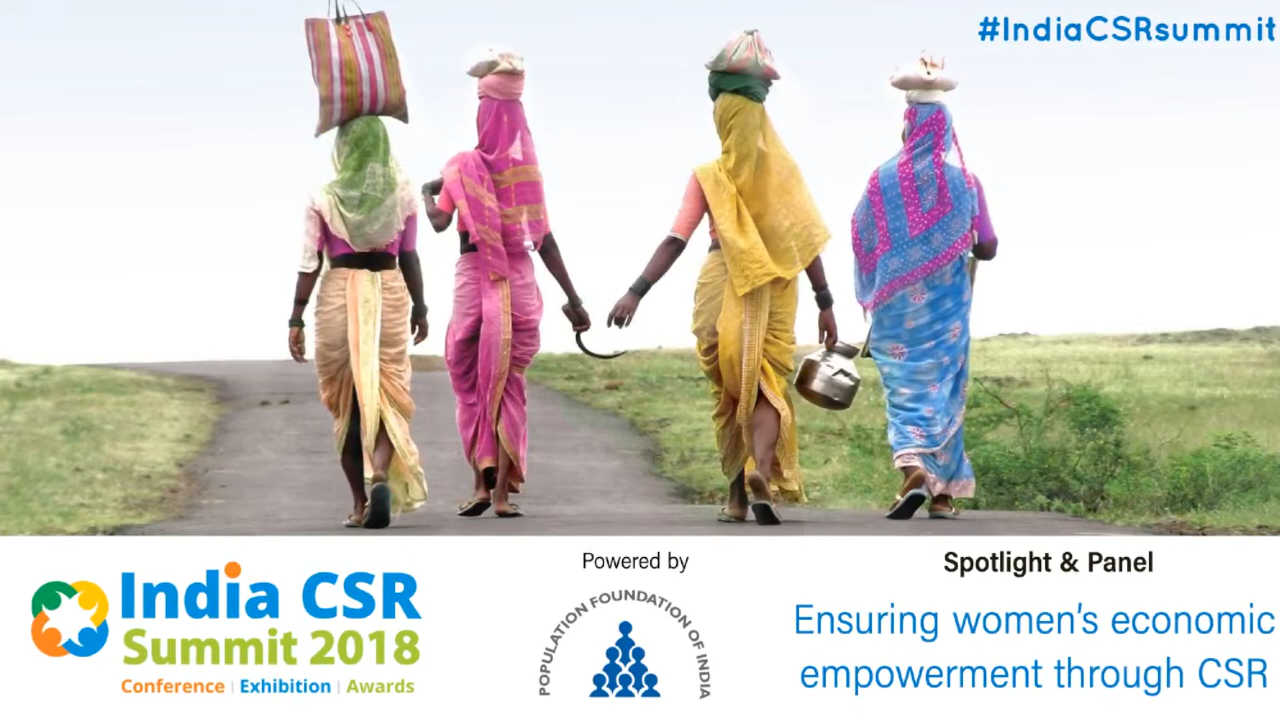 #IndiaCSRsummit
India CSR
Summit 2018
Conference | Exhibition | Awards
Powered by
POPULATION FOUNDATION OF INDIA
Spotlight & Panel
Ensuring women's economic
empowerment through CSR